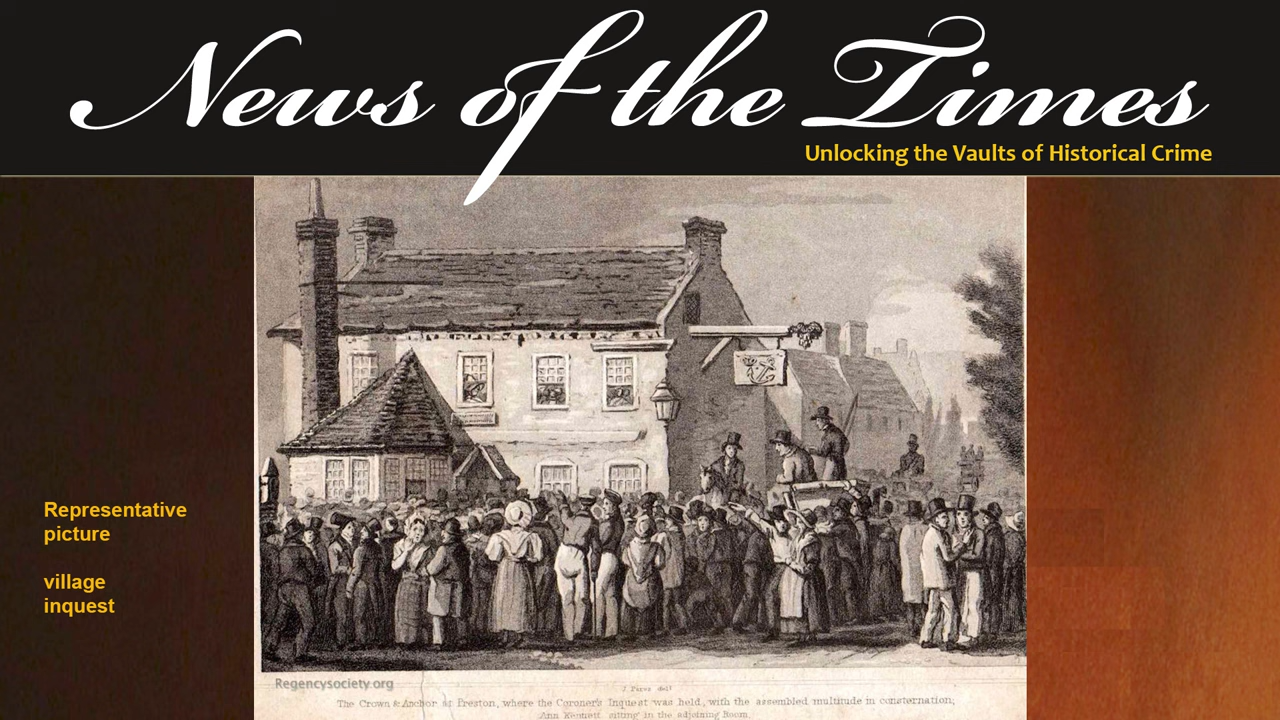 News of the Times
Unlocking the Vaults of Historical Crime
Representative
picture
village
inquest
Regencysociety.org
J. Parez delt
The Crown & Anchor at Preston, where the Coroner's Inquest was held, with the assembled multitude in consternation;
Ann Kennett sitting in the adjoining Room.